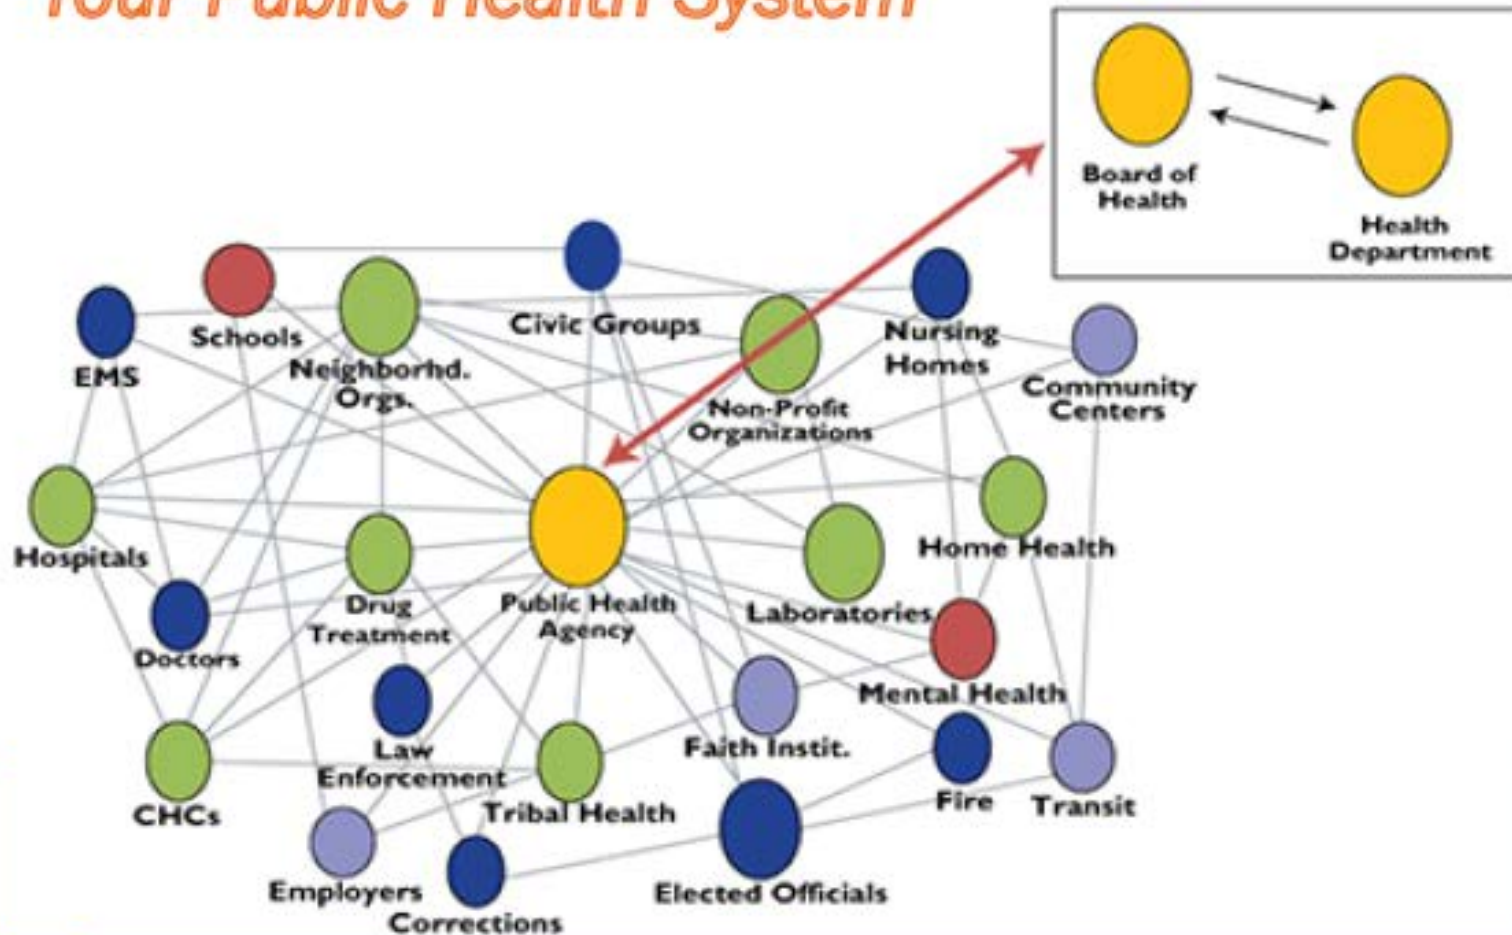 Your Public Health System
Board of
Health
Health
Department
Schools
EMS
Neighborhd.
Orgs.
Civic Groups
Non-Profit
Organizations
Nursing
Homes
Community
Centers
Hospitals
Doctors
Drug
Treatment
Public Health
Agency
Laboratories
Home Health
Mental Health
CHCs
Law
Enforcement
Tribal Health
Faith Instit.
Fire
Transit
Employers
Corrections
Elected Officials